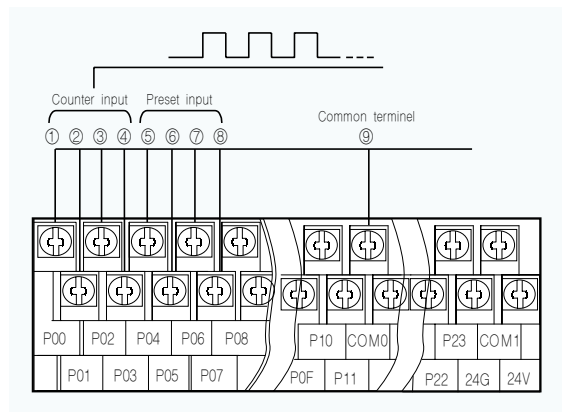 Counter input Preset input
Common terminel
① ② ③ ④ ⑤ ⑥ ⑦ ⑧ ⑨
P00 P02 P04 P06 P08 P10 COM0 P23 COM1
P01 P03 P05 P07 P0F P11 P22 24G 24V